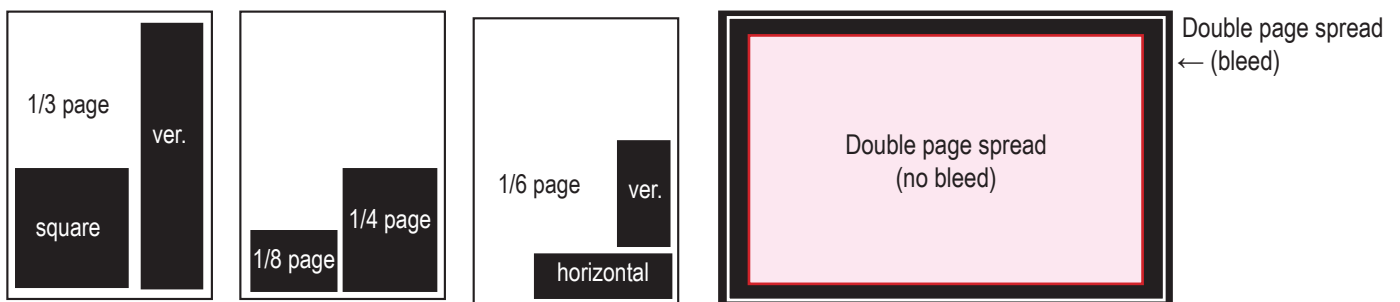 1/3 page
ver.
square
1/8 page
1/4 page
1/6 page
ver.
horizontal
Double page spread
(no bleed)
Double page spread
← (bleed)